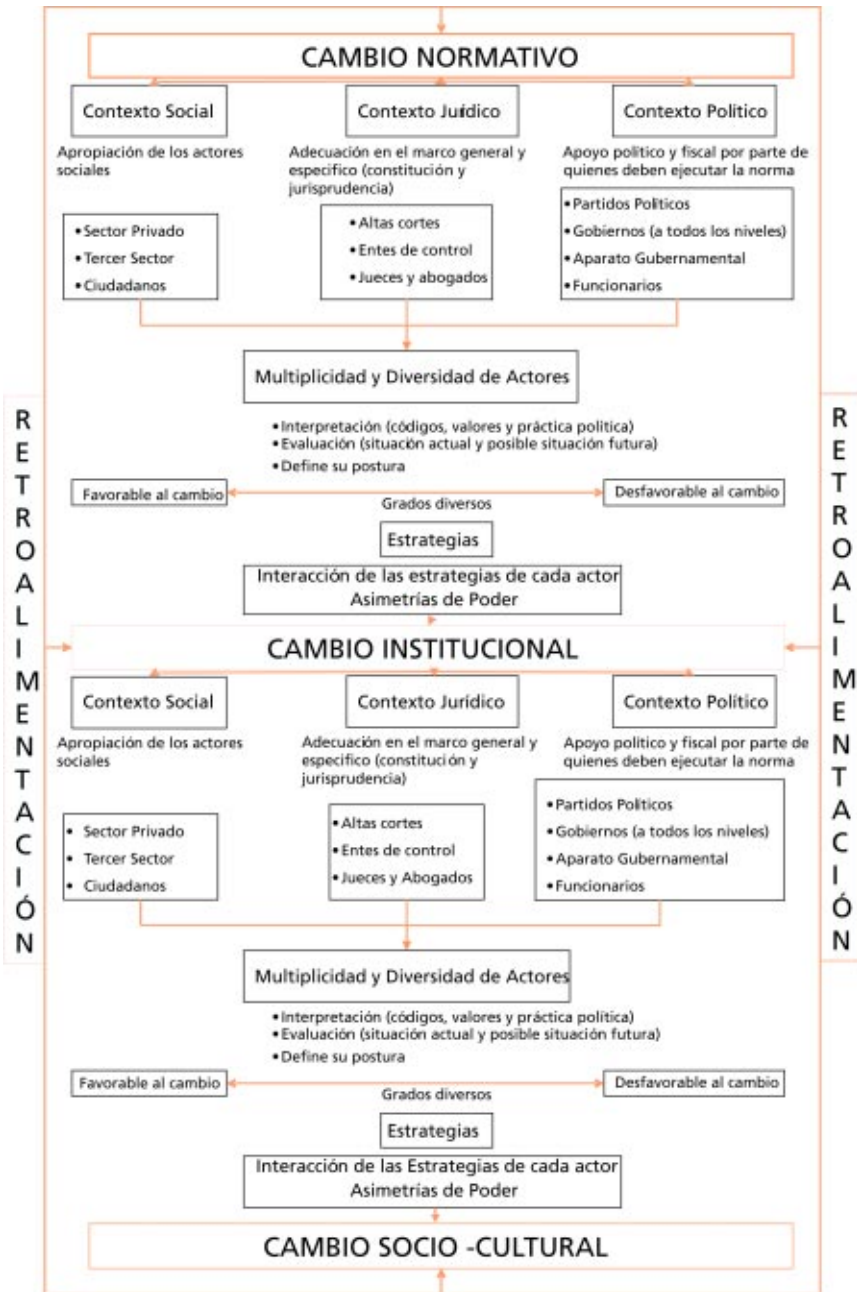 CAMBIO NORMATIVO
Contexto Social
Contexto Jurídico
Contexto Político
Apropiación de los actores
sociales
Adecuación en el marco general y
especifico (constitución y
jurisprudencia)
Apoyo político y fiscal por parte de
quienes deben ejecutar la norma
•Sector Privado
•Tercer Sector
•Ciudadanos
•Altas cortes
•Entes de control
•Jueces y abogados
•Partidos Políticos
•Gobiernos (a todos los niveles)
•Aparato Gubernamental
•Funcionarios
Multiplicidad y Diversidad de Actores
•Interpretación (códigos, valores y práctica política)
•Evaluación (situación actual y posible situación futura)
•Define su postura
Favorable al cambio
Grados diversos
Desfavorable al cambio
Estrategias
Interacción de las estrategias de cada actor
Asimetrías de Poder
CAMBIO INSTITUCIONAL
Contexto Social
Contexto Jurídico
Contexto Político
Apropiación de los actores
sociales
Adecuación en el marco general y
especifico (constitución y
jurisprudencia)
Apoyo político y fiscal por parte de
quienes deben ejecutar la norma
• Sector Privado
• Tercer Sector
• Ciudadanos
•Altas cortes
•Entes de control
•Jueces y Abogados
•Partidos Políticos
•Gobiernos (a todos los niveles)
•Aparato Gubernamental
•Funcionarios
Multiplicidad y Diversidad de Actores
•Interpretación (códigos, valores y práctica política)
•Evaluación (situación actual y posible situación futura)
•Define su postura
Favorable al cambio
Grados diversos
Desfavorable al cambio
Estrategias
Interacción de las Estrategias de cada actor
Asimetrías de Poder
CAMBIO SOCIO -CULTURAL
RETROALIMENTACIÓN
RETROALIMENTACIÓN